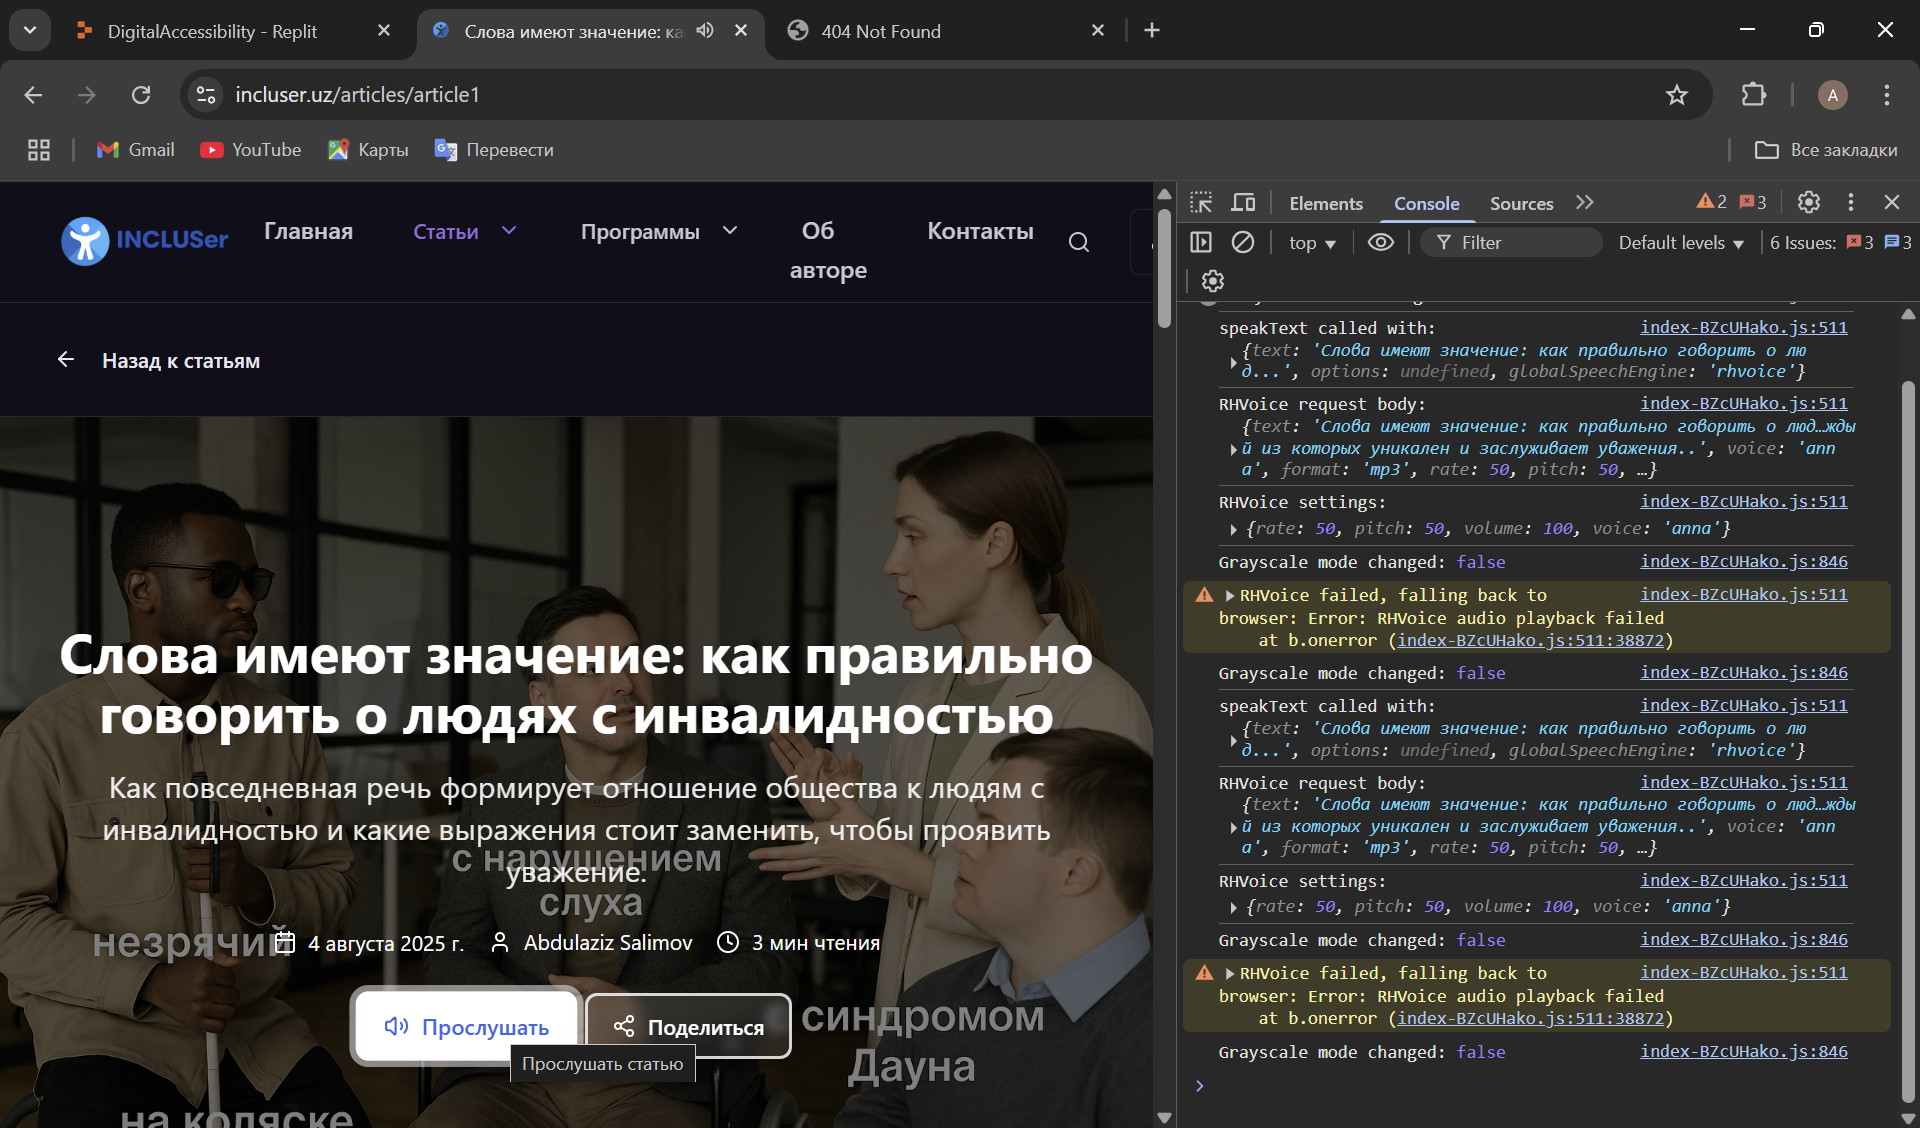 DigitalAccessibility - Replit
Слова имеют значение: ка
404 Not Found
incluser.uz/articles/article1
A
Gmail
YouTube
Карты
Перевести
Все закладки
INCLUSer
Главная
Статьи
Программы
Об авторе
Контакты
Назад к статьям
Слова имеют значение: как правильно
говорить о людях с инвалидностью
Как повседневная речь формирует отношение общества к людям с
инвалидностью и какие выражения стоит заменить, чтобы проявить
уважение.
с нарушением
слуха
незрячий
4 августа 2025 г.
Abdulaziz Salimov
3 мин чтения
Прослушать
Поделиться
Прослушать статью
синдромом
Дауна
на коляске
Elements
Console
Sources
2
3
top
Filter
Default levels
6 Issues:
3
3
speakText called with: index-BZcUHako.js:511
{text: 'Слова имеют значение: как правильно говорить о лю
д...', options: undefined, globalSpeechEngine: 'rhvoice'}
RHVoice request body: index-BZcUHako.js:511
{text: 'Слова имеют значение: как правильно говорить о люд…жды
й из которых уникален и заслуживает уважения..', voice: 'ann
a', format: 'mp3', rate: 50, pitch: 50, …}
RHVoice settings: index-BZcUHako.js:511
{rate: 50, pitch: 50, volume: 100, voice: 'anna'}
Grayscale mode changed: false index-BZcUHako.js:846
RHVoice failed, falling back to index-BZcUHako.js:511
browser: Error: RHVoice audio playback failed
at b.onerror (index-BZcUHako.js:511:38872)
Grayscale mode changed: false index-BZcUHako.js:846
speakText called with: index-BZcUHako.js:511
{text: 'Слова имеют значение: как правильно говорить о лю
д...', options: undefined, globalSpeechEngine: 'rhvoice'}
RHVoice request body: index-BZcUHako.js:511
{text: 'Слова имеют значение: как правильно говорить о люд…жды
й из которых уникален и заслуживает уважения..', voice: 'ann
a', format: 'mp3', rate: 50, pitch: 50, …}
RHVoice settings: index-BZcUHako.js:511
{rate: 50, pitch: 50, volume: 100, voice: 'anna'}
Grayscale mode changed: false index-BZcUHako.js:846
RHVoice failed, falling back to index-BZcUHako.js:511
browser: Error: RHVoice audio playback failed
at b.onerror (index-BZcUHako.js:511:38872)
Grayscale mode changed: false index-BZcUHako.js:846